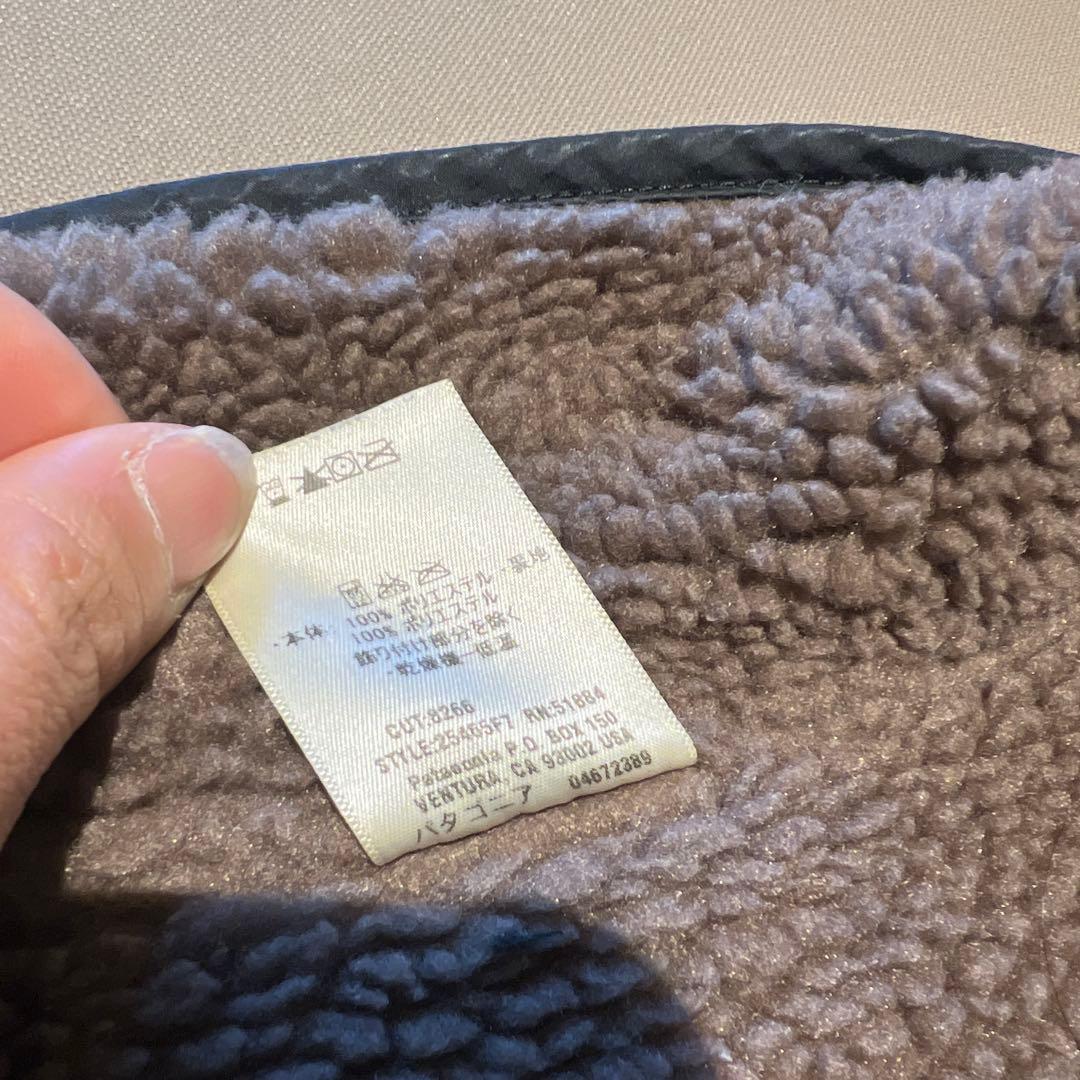 ・本体: 100% ポリエステル ・裏地
100% ポリエステル
飾り付け部分を除く
・乾燥機ー低温
CUT:8266
STYLE:25405F7 RN:51884
Patagonia P.O. BOX 150
VENTURA, CA 93002 USA
パタゴニア 04672389